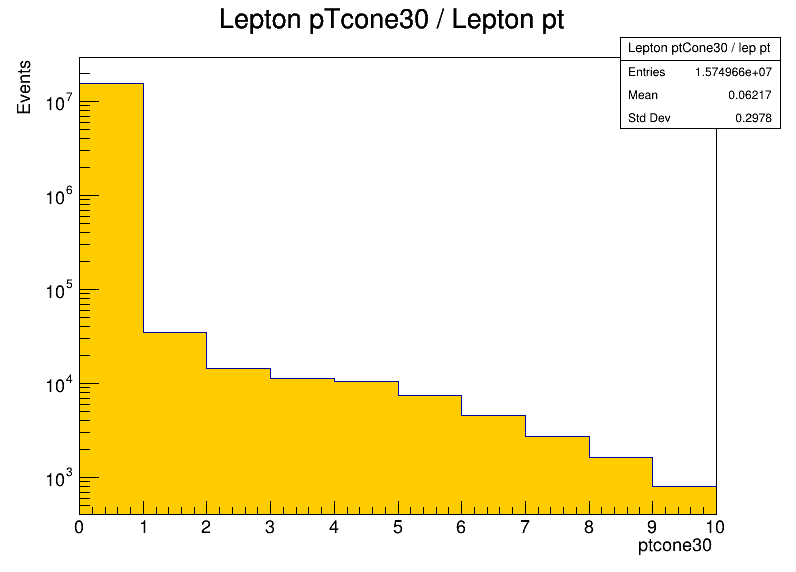 Lepton pTcone30 / Lepton pt
Lepton ptCone30 / lep pt
Entries 1.574966e+07
Mean 0.06217
Std Dev 0.2978
Events
10^7
10^6
10^5
10^4
10^3
0 1 2 3 4 5 6 7 8 9 10
ptcone30